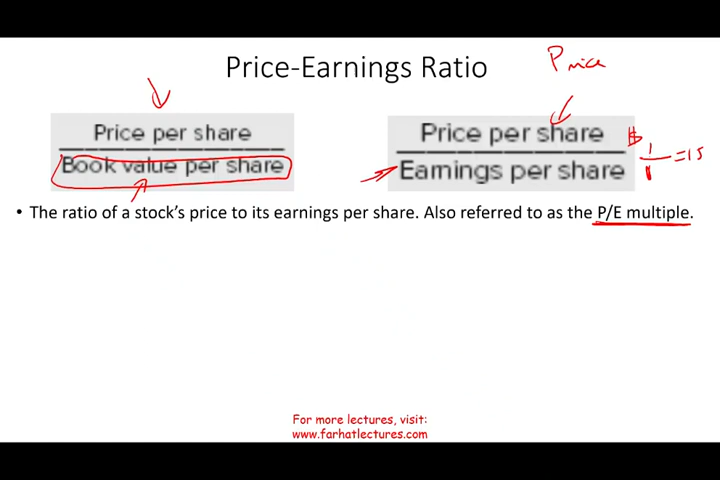 Price-Earnings Ratio
Price
Price per share
Book value per share
Price per share
Earnings per share
$ 1
1
=15
• The ratio of a stock's price to its earnings per share. Also referred to as the P/E multiple.
For more lectures, visit:
www.farhatlectures.com